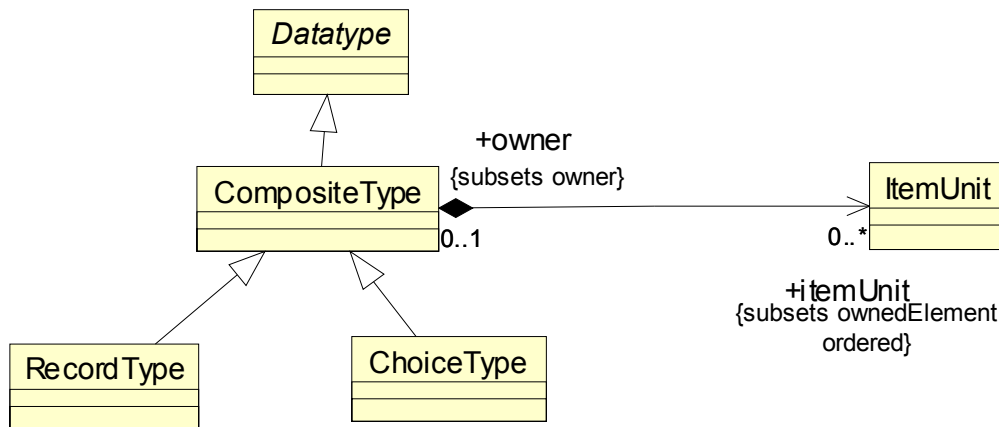 Datatype
+owner
{subsets owner}
CompositeType
ItemUnit
0..1
0..*
+itemUnit
{subsets ownedElement
ordered}
RecordType
ChoiceType